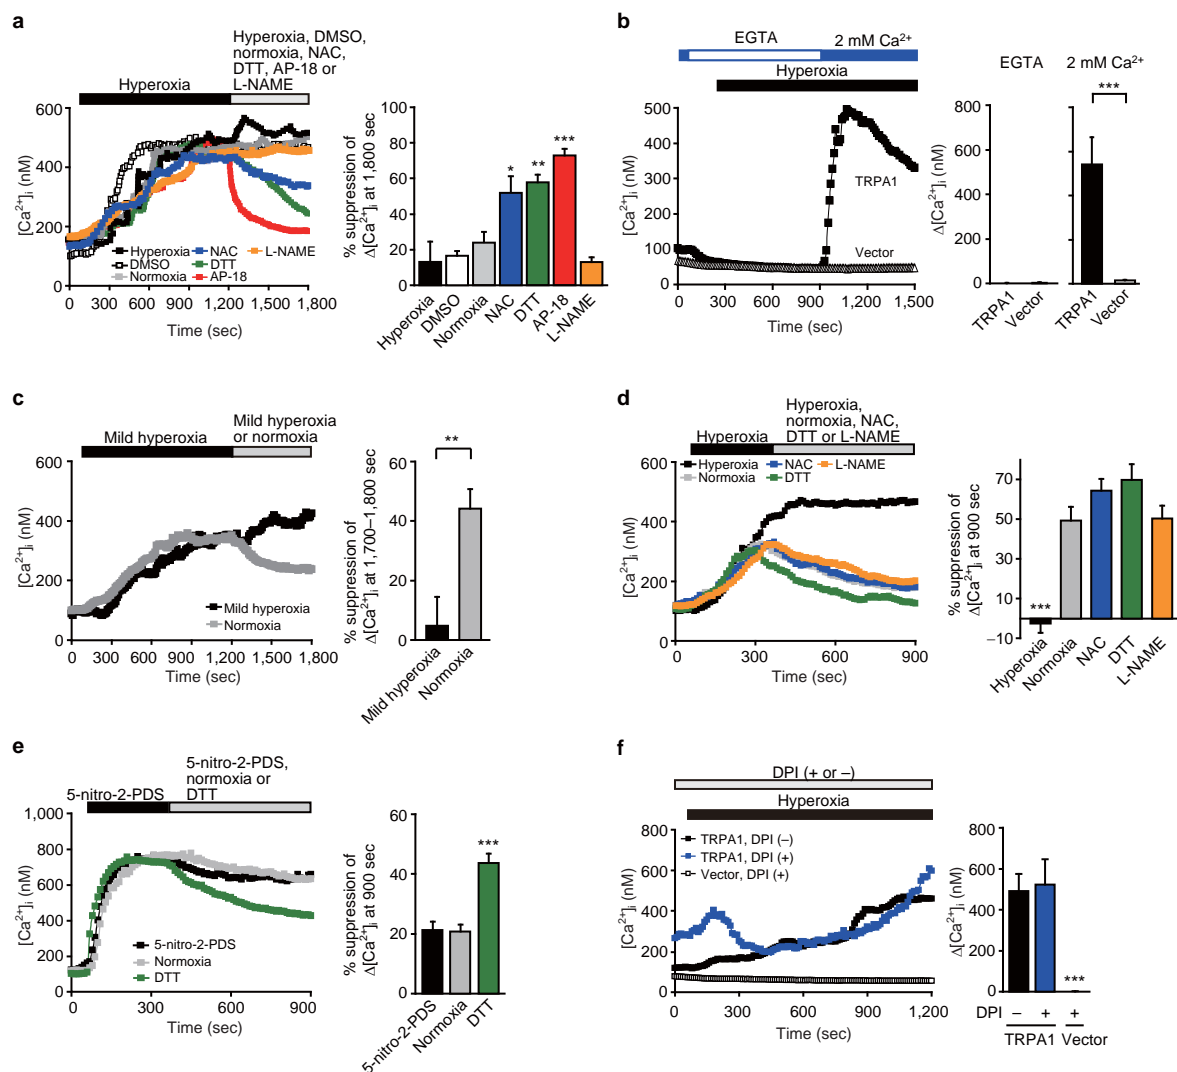 a
Hyperoxia, DMSO,
normoxia, NAC,
DTT, AP-18 or
L-NAME
Hyperoxia
600
400
200
0
[Ca²⁺]ᵢ (nM)
Hyperoxia
DMSO
Normoxia
NAC
DTT
AP-18
L-NAME
0 300 600 900 1,200 1,800
Time (sec)
% suppression of
Δ[Ca²⁺]ᵢ at 1,800 sec
100
80
60
40
20
0
* ** ***
Hyperoxia
DMSO
Normoxia
NAC
DTT
AP-18
L-NAME
b
EGTA 2 mM Ca²⁺
Hyperoxia
500
400
300
200
100
0
[Ca²⁺]ᵢ (nM)
TRPA1
Vector
0 300 600 900 1,200 1,500
Time (sec)
EGTA 2 mM Ca²⁺
***
800
600
400
200
0
Δ[Ca²⁺]ᵢ (nM)
TRPA1
Vector
TRPA1
Vector
c
Mild hyperoxia
or normoxia
Mild hyperoxia
600
400
200
0
[Ca²⁺]ᵢ (nM)
Mild hyperoxia
Normoxia
0 300 600 900 1,200 1,800
Time (sec)
% suppression of
Δ[Ca²⁺]ᵢ at 1,700–1,800 sec
60
40
20
0
**
Mild hyperoxia
Normoxia
d
Hyperoxia,
normoxia, NAC,
DTT or L-NAME
Hyperoxia
600
400
200
0
[Ca²⁺]ᵢ (nM)
Hyperoxia
Normoxia
NAC
DTT
L-NAME
0 300 600 900
Time (sec)
% suppression of
Δ[Ca²⁺]ᵢ at 900 sec
90
70
50
30
10
–10
***
Hyperoxia
Normoxia
NAC
DTT
L-NAME
e
5-nitro-2-PDS,
normoxia or
DTT
5-nitro-2-PDS
1,000
800
600
400
200
0
[Ca²⁺]ᵢ (nM)
5-nitro-2-PDS
Normoxia
DTT
0 300 600 900
Time (sec)
% suppression of
Δ[Ca²⁺]ᵢ at 900 sec
60
40
20
0
***
5-nitro-2-PDS
Normoxia
DTT
f
DPI (+ or –)
Hyperoxia
800
600
400
200
0
[Ca²⁺]ᵢ (nM)
TRPA1, DPI (–)
TRPA1, DPI (+)
Vector, DPI (+)
0 300 600 900 1,200
Time (sec)
800
600
400
200
0
Δ[Ca²⁺]ᵢ (nM)
***
DPI – + +
TRPA1 Vector